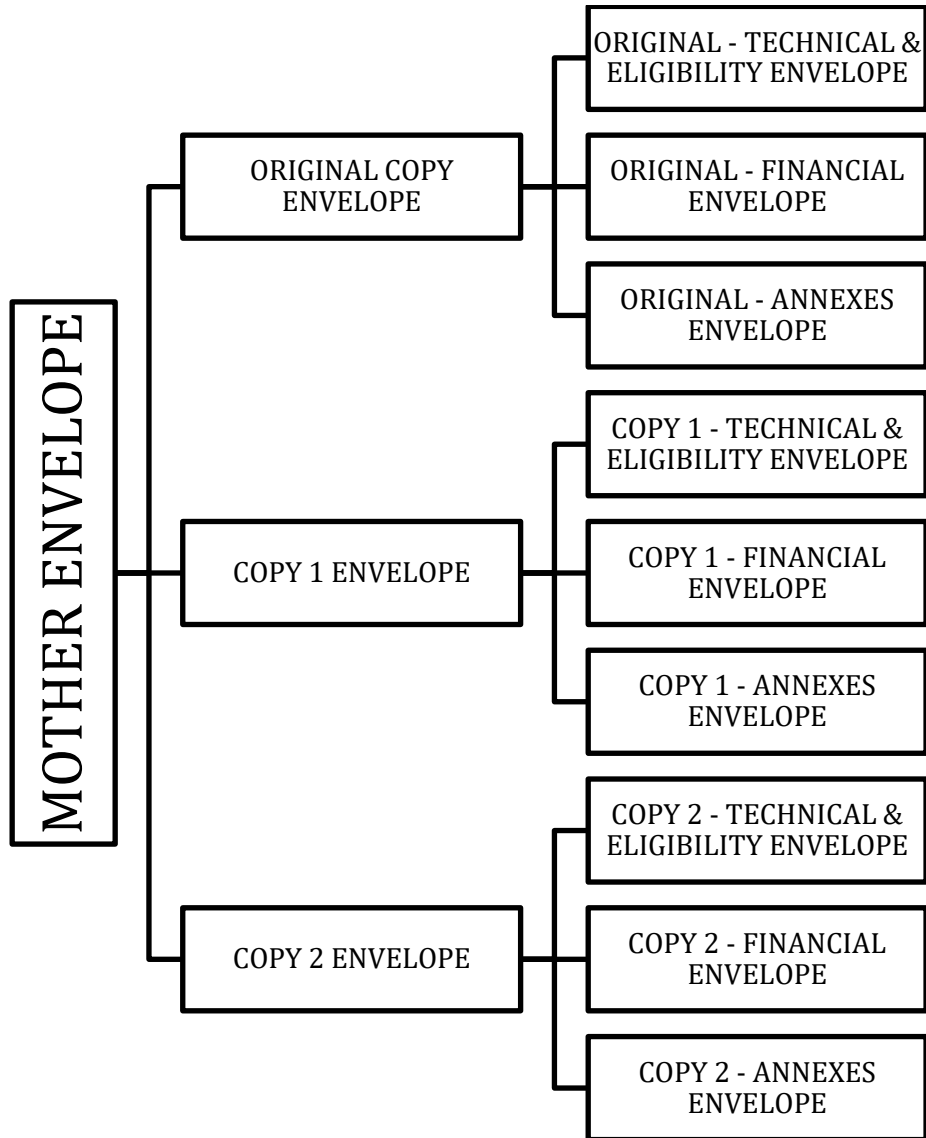 MOTHER ENVELOPE
ORIGINAL COPY
ENVELOPE
ORIGINAL - TECHNICAL &
ELIGIBILITY ENVELOPE
ORIGINAL - FINANCIAL
ENVELOPE
ORIGINAL - ANNEXES
ENVELOPE
COPY 1 ENVELOPE
COPY 1 - TECHNICAL &
ELIGIBILITY ENVELOPE
COPY 1 - FINANCIAL
ENVELOPE
COPY 1 - ANNEXES
ENVELOPE
COPY 2 ENVELOPE
COPY 2 - TECHNICAL &
ELIGIBILITY ENVELOPE
COPY 2 - FINANCIAL
ENVELOPE
COPY 2 - ANNEXES
ENVELOPE